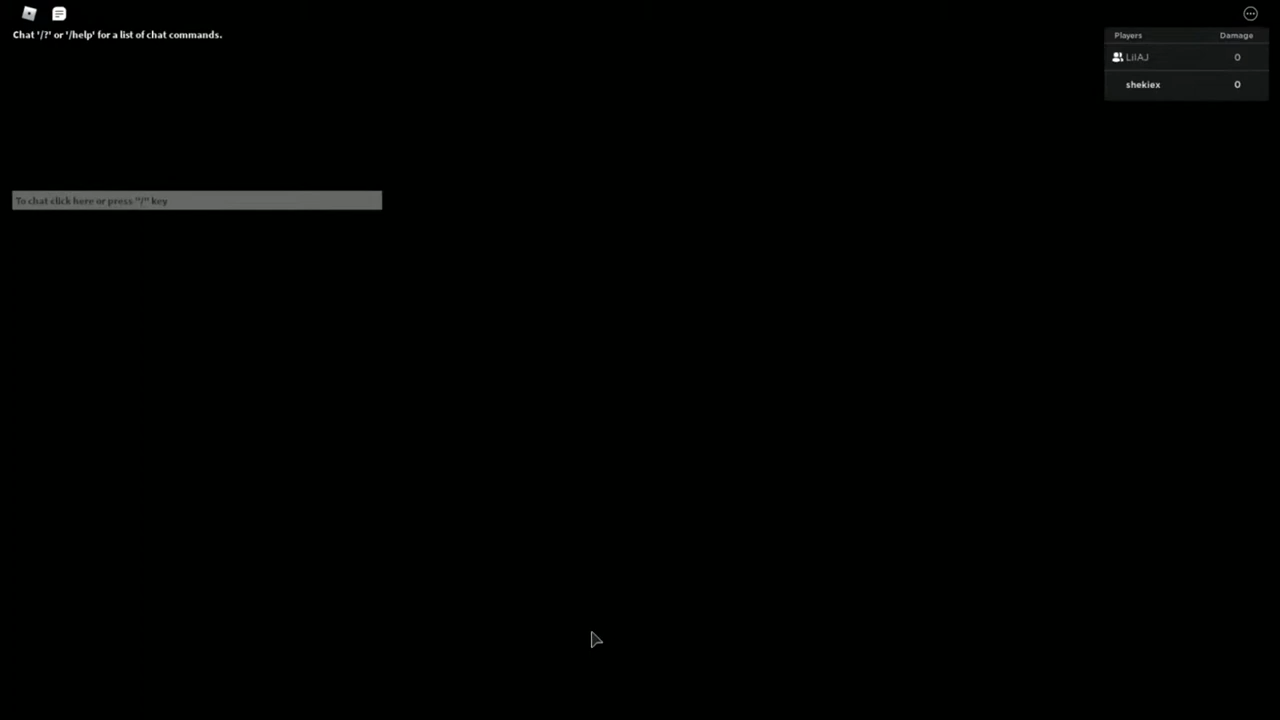 Chat '/?' or '/help' for a list of chat commands.
Players Damage
LilAJ 0
shekiex 0
To chat click here or press "/" key